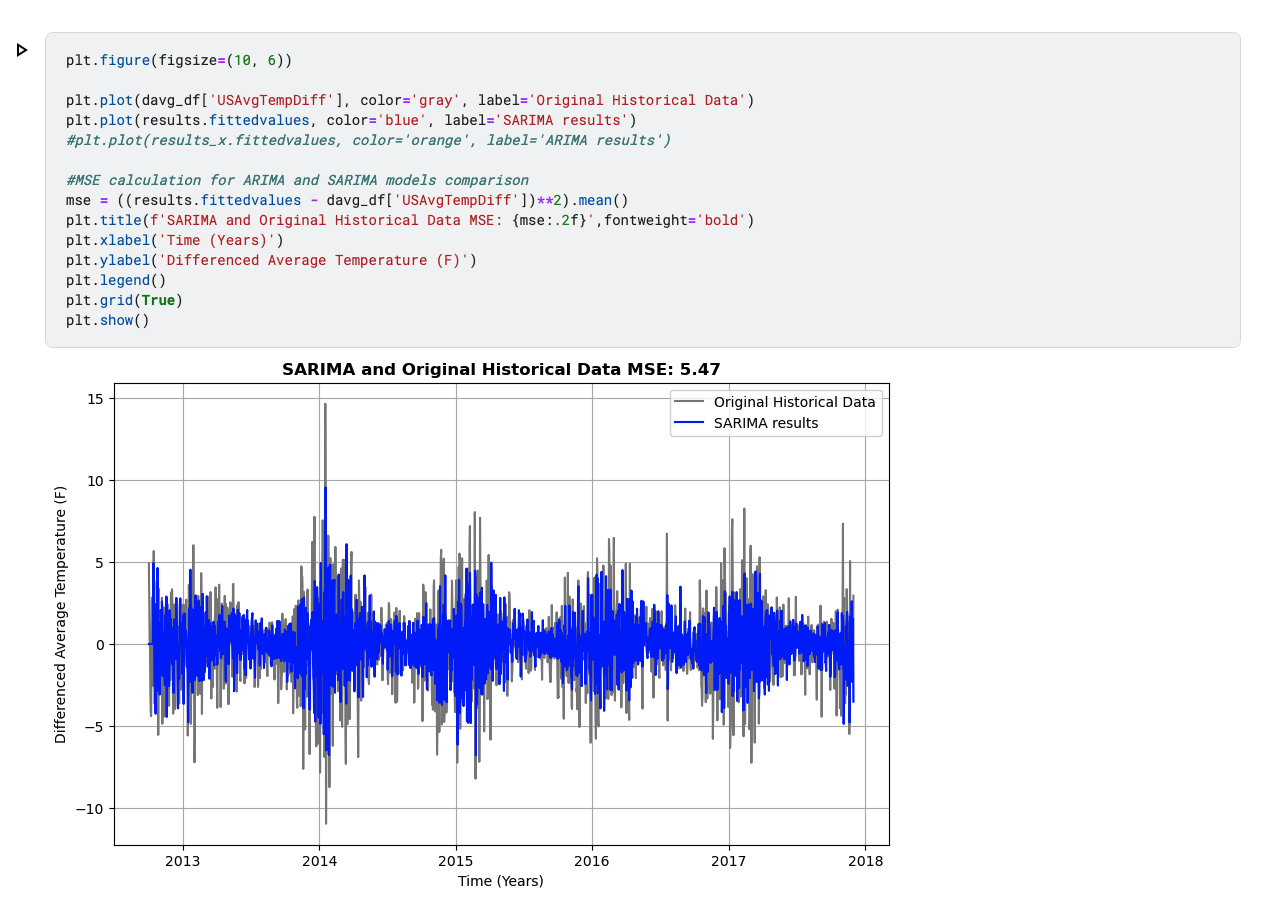 plt.figure(figsize=(10, 6))
plt.plot(davg_df['USAvgTempDiff'], color='gray', label='Original Historical Data')
plt.plot(results.fittedvalues, color='blue', label='SARIMA results')
#plt.plot(results_x.fittedvalues, color='orange', label='ARIMA results')
#MSE calculation for ARIMA and SARIMA models comparison
mse = ((results.fittedvalues - davg_df['USAvgTempDiff'])**2).mean()
plt.title(f'SARIMA and Original Historical Data MSE: {mse:.2f}',fontweight='bold')
plt.xlabel('Time (Years)')
plt.ylabel('Differenced Average Temperature (F)')
plt.legend()
plt.grid(True)
plt.show()
SARIMA and Original Historical Data MSE: 5.47
Original Historical Data
SARIMA results
Differenced Average Temperature (F)
15
10
5
0
−5
−10
2013 2014 2015 2016 2017 2018
Time (Years)